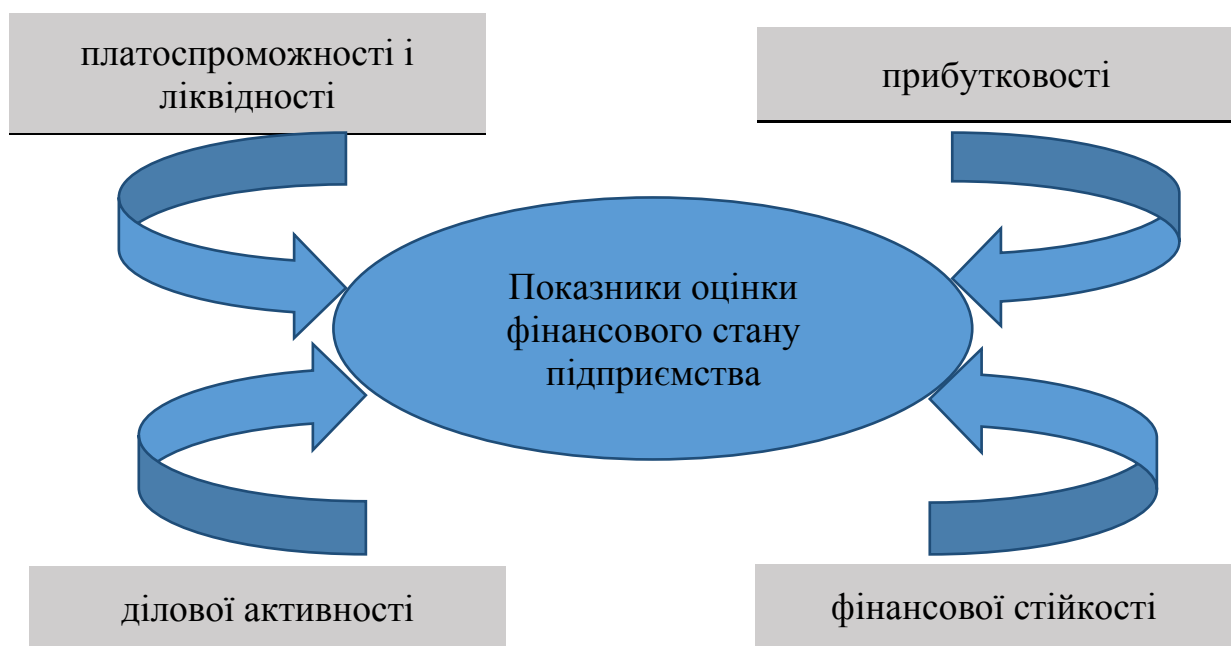 платоспроможності і
ліквідності
прибутковості
Показники оцінки
фінансового стану
підприємства
ділової активності
фінансової стійкості